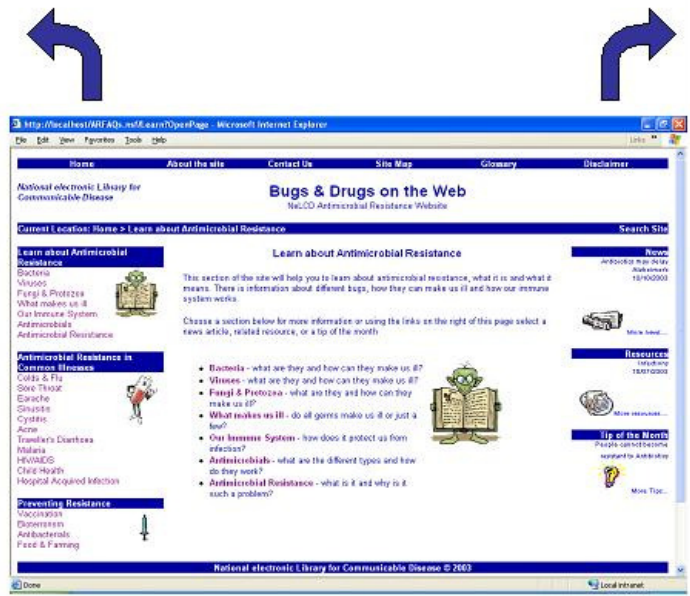 http://localhost/ARFAQs.nsf/Learn?OpenPage - Microsoft Internet Explorer
File Edit View Favorites Tools Help
Links
Home About the site Contact Us Site Map Glossary Disclaimer
National electronic Library for
Communicable Disease
Bugs & Drugs on the Web
NeLCD Antimicrobial Resistance Website
Current Location: Home > Learn about Antimicrobial Resistance
Search Site
Learn about Antimicrobial
Resistance
Bacteria
Viruses
Fungi & Protozoa
What makes us ill
Our Immune System
Antimicrobials
Antimicrobial Resistance
Antimicrobial Resistance in
Common Illnesses
Colds & Flu
Sore Throat
Earache
Sinusitis
Cystitis
Acne
Traveller's Diarrhoea
Malaria
HIV/AIDS
Child Health
Hospital Acquired Infection
Preventing Resistance
Vaccination
Bioterrorism
Antibacterials
Food & Farming
Learn about Antimicrobial Resistance
This section of the site will help you to learn about antimicrobial resistance, what it is and what it
means. There is information about different bugs, how they can make us ill and how our immune
system works.
Choose a section below for more information or using the links on the right of this page select a
news article, related resource, or a tip of the month
• Bacteria - what are they and how can they make us ill?
• Viruses - what are they and how can they make us ill?
• Fungi & Protozoa - what are they and how can they
make us ill?
• What makes us ill - do all germs make us ill or just a
few?
• Our Immune System - how does it protect us from
infection?
• Antimicrobials - what are the different types and how
do they work?
• Antimicrobial Resistance - what is it and why is it
such a problem?
News
Antibiotics may delay
Alzheimer's
10/10/2003
More news...
Resources
More resources...
Tip of the Month
People cannot become
resistant to Antibiotics
More Tips...
National electronic Library for Communicable Disease © 2003
Done
Local intranet